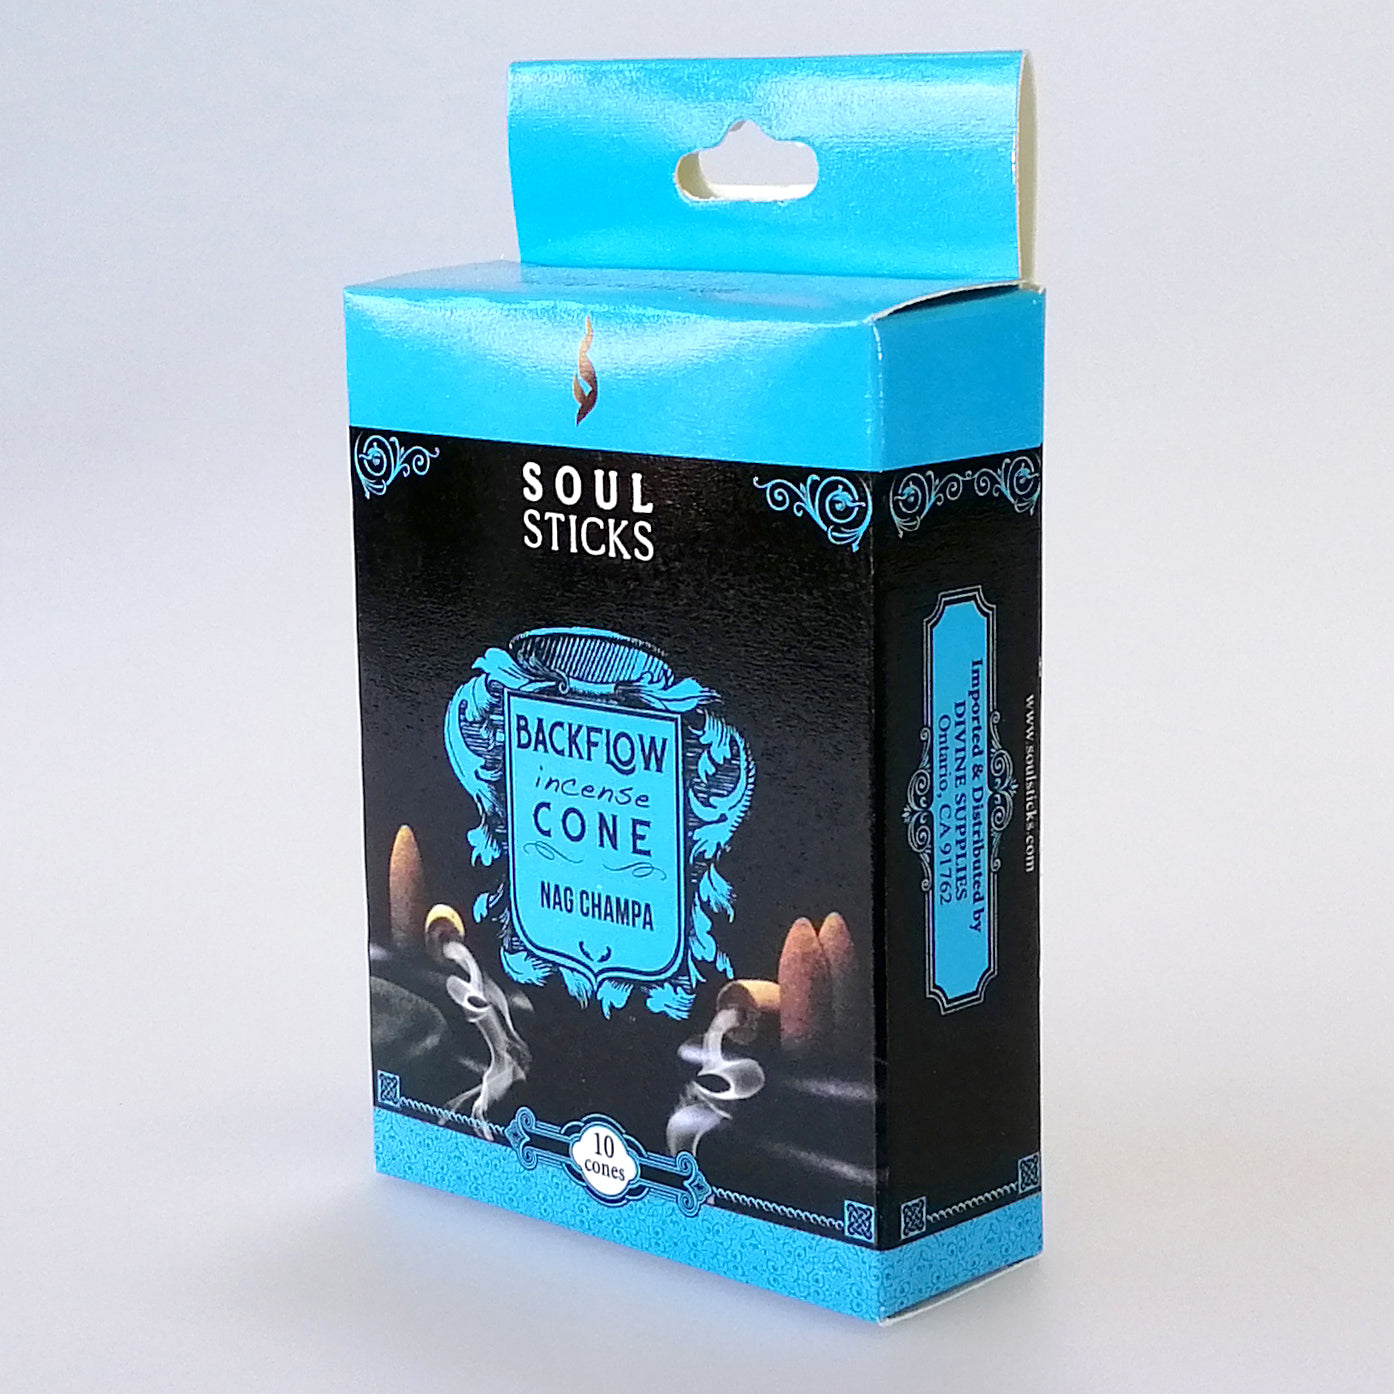 SOUL
STICKS
BACKFLOW
incense
CONE
NAG CHAMPA
10
cones
Imported & Distributed by
DIVINE SUPPLIES
Ontario, CA 91762
www.soulsticks.com